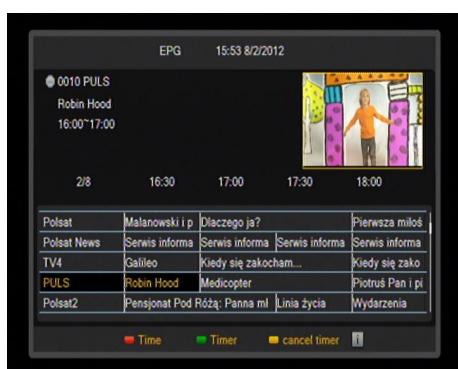 EPG 15:53 8/2/2012
0010 PULS
Robin Hood
16:00~17:00
2/8 16:30 17:00 17:30 18:00
Polsat Malanowski i p Dlaczego ja? Pierwsza miłoś
Polsat News Serwis informa Serwis informa Serwis informa Serwis informa
TV4 Galileo Kiedy się zakocham... Kiedy się zako
PULS Robin Hood Medicopter Piotruś Pan i pi
Polsat2 Pensjonat Pod Różą: Panna mł Linia życia Wydarzenia
Time Timer cancel timer i